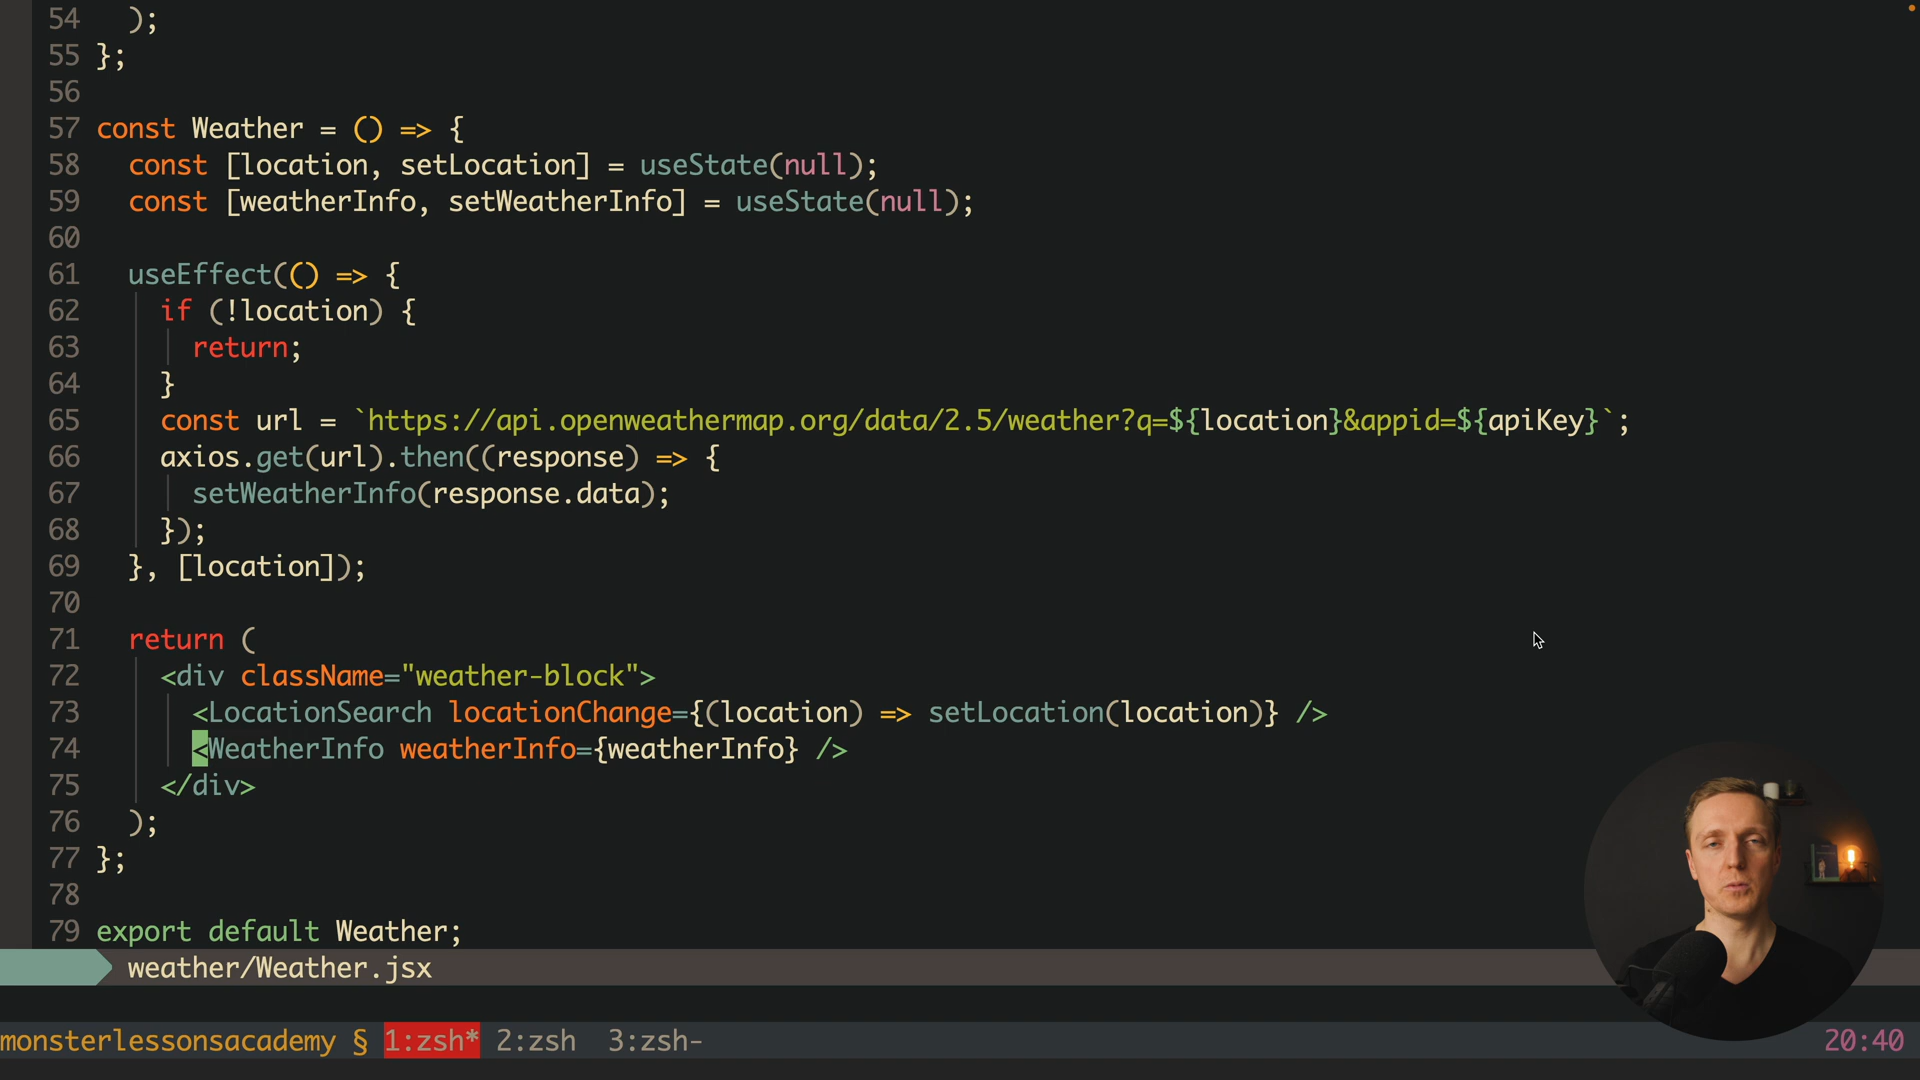 54   );
55 };
56
57 const Weather = () => {
58   const [location, setLocation] = useState(null);
59   const [weatherInfo, setWeatherInfo] = useState(null);
60
61   useEffect(() => {
62     if (!location) {
63       return;
64     }
65     const url = `https://api.openweathermap.org/data/2.5/weather?q=${location}&appid=${apiKey}`;
66     axios.get(url).then((response) => {
67       setWeatherInfo(response.data);
68     });
69   }, [location]);
70
71   return (
72     <div className="weather-block">
73       <LocationSearch locationChange={(location) => setLocation(location)} />
74       <WeatherInfo weatherInfo={weatherInfo} />
75     </div>
76   );
77 };
78
79 export default Weather;
weather/Weather.jsx
monsterlessonsacademy § 1:zsh* 2:zsh 3:zsh- 20:40